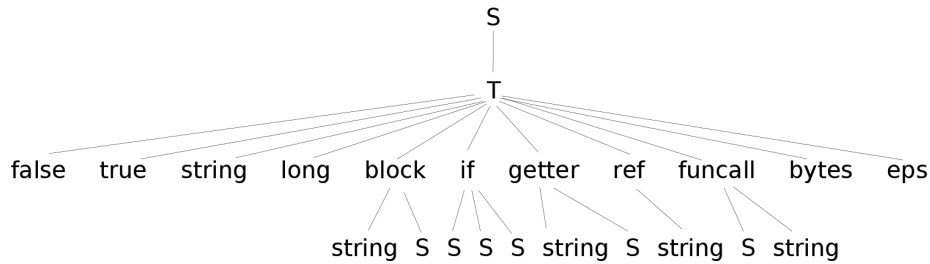 S
T
false true string long block if getter ref funcall bytes eps
string S S S S string S string S string